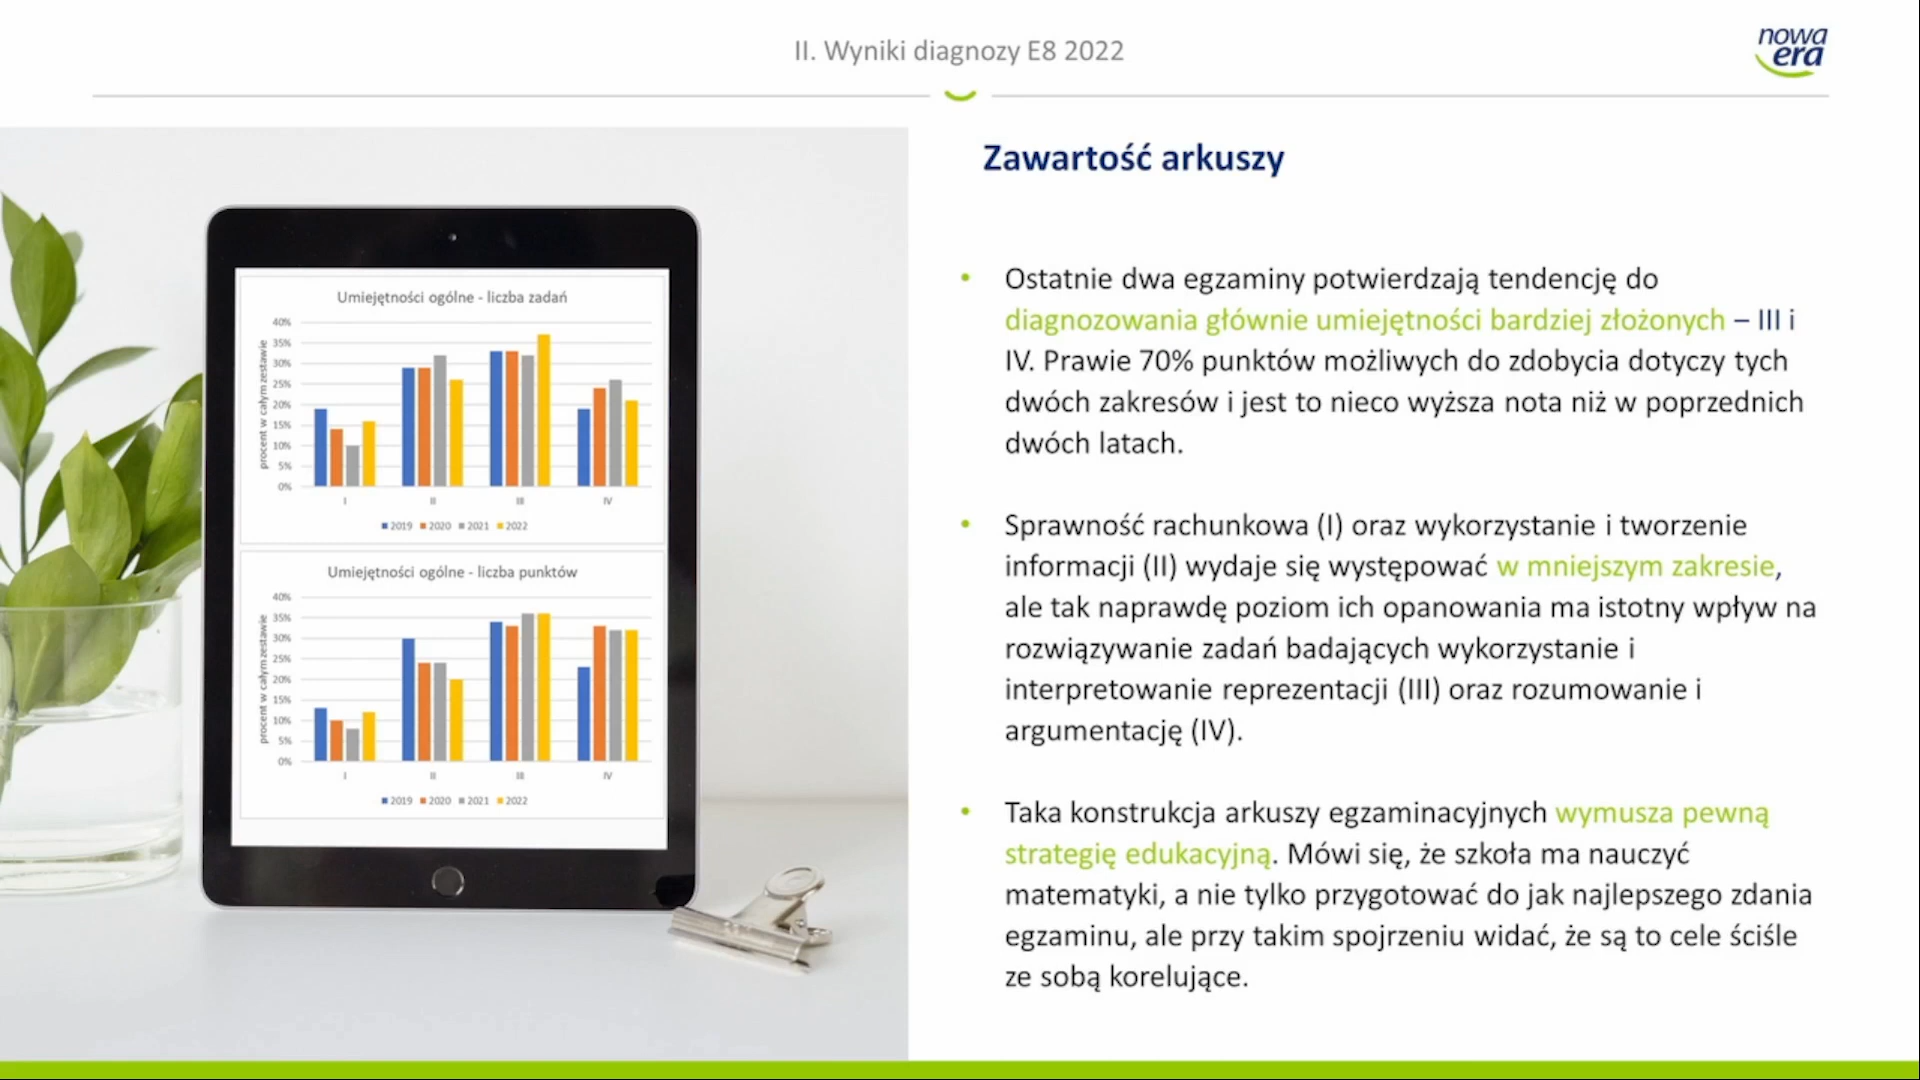 II. Wyniki diagnozy E8 2022
nowa
era
Umiejętności ogólne - liczba zadań
procent w całym zestawie
40%
35%
30%
25%
20%
15%
10%
5%
0%
I II III IV
2019 2020 2021 2022
Umiejętności ogólne - liczba punktów
procent w całym zestawie
40%
35%
30%
25%
20%
15%
10%
5%
0%
I II III IV
2019 2020 2021 2022
Zawartość arkuszy
• Ostatnie dwa egzaminy potwierdzają tendencję do
diagnozowania głównie umiejętności bardziej złożonych – III i
IV. Prawie 70% punktów możliwych do zdobycia dotyczy tych
dwóch zakresów i jest to nieco wyższa nota niż w poprzednich
dwóch latach.
• Sprawność rachunkowa (I) oraz wykorzystanie i tworzenie
informacji (II) wydaje się występować w mniejszym zakresie,
ale tak naprawdę poziom ich opanowania ma istotny wpływ na
rozwiązywanie zadań badających wykorzystanie i
interpretowanie reprezentacji (III) oraz rozumowanie i
argumentację (IV).
• Taka konstrukcja arkuszy egzaminacyjnych wymusza pewną
strategię edukacyjną. Mówi się, że szkoła ma nauczyć
matematyki, a nie tylko przygotować do jak najlepszego zdania
egzaminu, ale przy takim spojrzeniu widać, że są to cele ściśle
ze sobą korelujące.